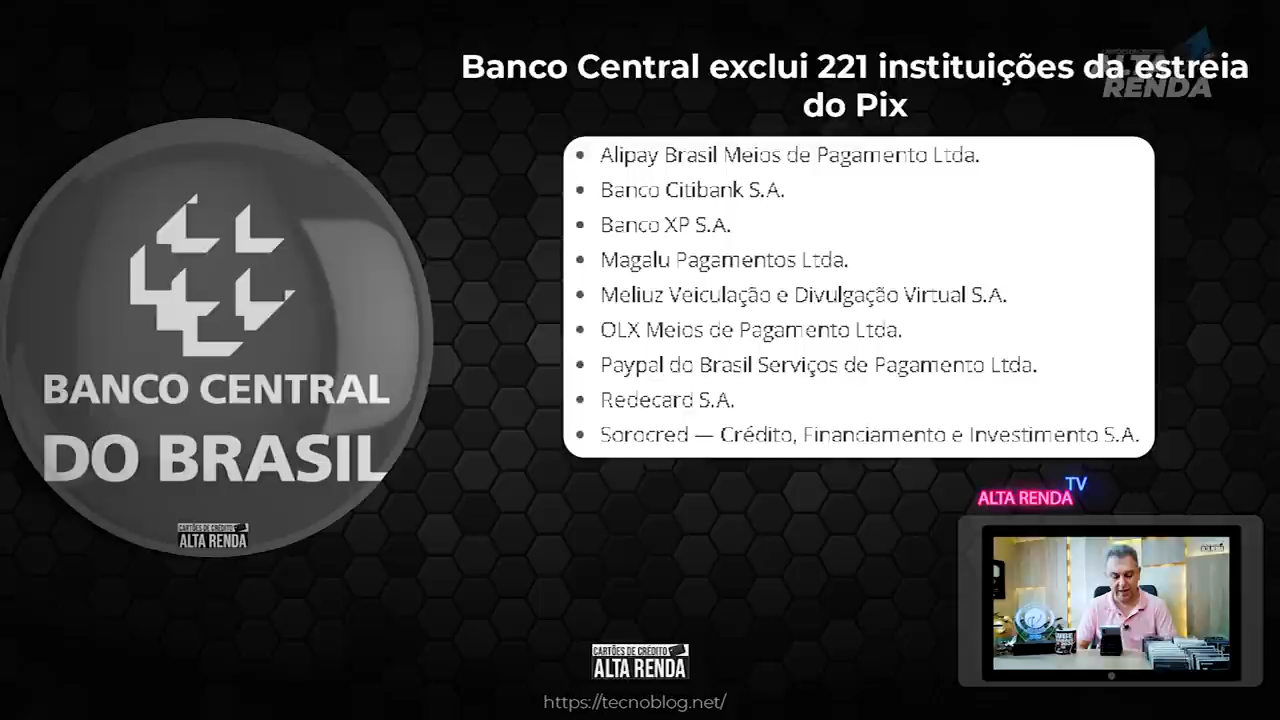 Banco Central exclui 221 instituições da estreia
do Pix
ALTA
RENDA
Alipay Brasil Meios de Pagamento Ltda.
Banco Citibank S.A.
Banco XP S.A.
Magalu Pagamentos Ltda.
Meliuz Veiculação e Divulgação Virtual S.A.
OLX Meios de Pagamento Ltda.
Paypal do Brasil Serviços de Pagamento Ltda.
Redecard S.A.
Sorocred — Crédito, Financiamento e Investimento S.A.
BANCO CENTRAL
DO BRASIL
CARTÕES DE CRÉDITO
ALTA RENDA
TV
ALTA RENDA
CARTÕES DE CRÉDITO
ALTA RENDA
https://tecnoblog.net/